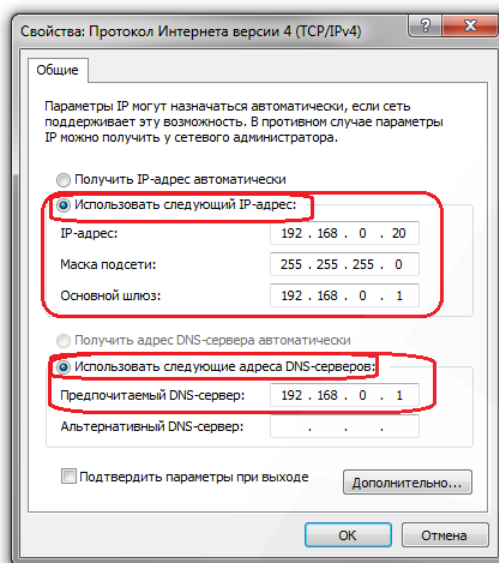 Свойства: Протокол Интернета версии 4 (TCP/IPv4)
Общие
Параметры IP могут назначаться автоматически, если сеть
поддерживает эту возможность. В противном случае параметры
IP можно получить у сетевого администратора.
Получить IP-адрес автоматически
Использовать следующий IP-адрес:
IP-адрес: 192 . 168 . 0 . 20
Маска подсети: 255 . 255 . 255 . 0
Основной шлюз: 192 . 168 . 0 . 1
Получить адрес DNS-сервера автоматически
Использовать следующие адреса DNS-серверов:
Предпочитаемый DNS-сервер: 192 . 168 . 0 . 1
Альтернативный DNS-сервер: . . .
Подтвердить параметры при выходе
Дополнительно...
ОК Отмена